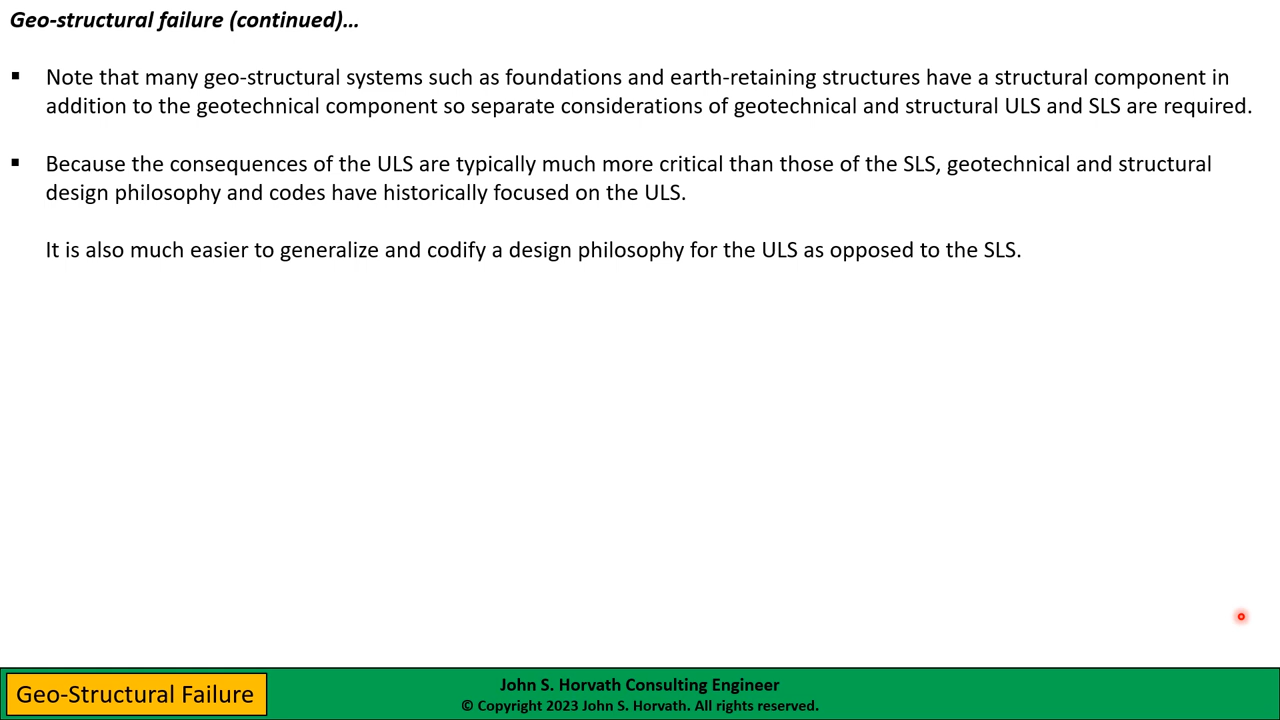 Geo-structural failure (continued)…
▪ Note that many geo-structural systems such as foundations and earth-retaining structures have a structural component in
addition to the geotechnical component so separate considerations of geotechnical and structural ULS and SLS are required.
▪ Because the consequences of the ULS are typically much more critical than those of the SLS, geotechnical and structural
design philosophy and codes have historically focused on the ULS.
It is also much easier to generalize and codify a design philosophy for the ULS as opposed to the SLS.
Geo-Structural Failure
John S. Horvath Consulting Engineer
© Copyright 2023 John S. Horvath. All rights reserved.